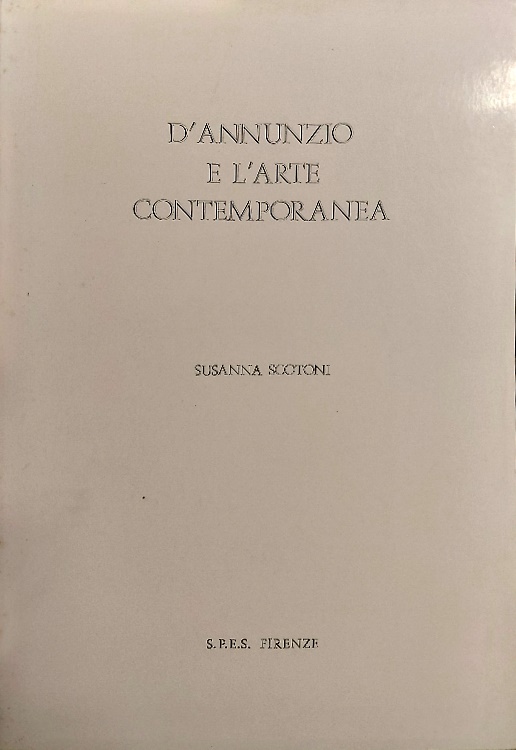 D'ANNUNZIO
E L'ARTE
CONTEMPORANEA
SUSANNA SCOTONI
S.P.E.S. FIRENZE